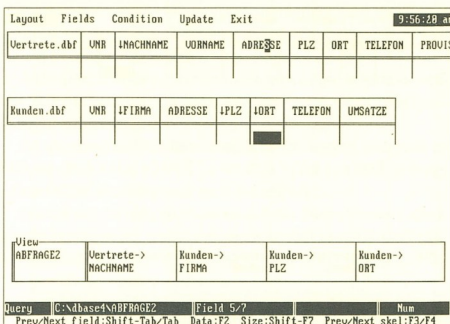 Layout Fields Condition Update Exit 9:56:28 a
Vertrete.dbf VNR ↓NACHNAME VORNAME ADRESSE PLZ ORT TELEFON PROVIS
Kunden.dbf VNR ↓FIRMA ADRESSE ↓PLZ ↓ORT TELEFON UMSATZE
View
ABFRAGE2 Vertrete-> Kunden-> Kunden-> Kunden->
NACHNAME FIRMA PLZ ORT
Query C:\dbase4\ABFRAGE2 Field 5/7 Num
Prev/Next field:Shift-Tab/Tab Data:F2 Size:Shift-F7 Prev/Next skel:F3/F4